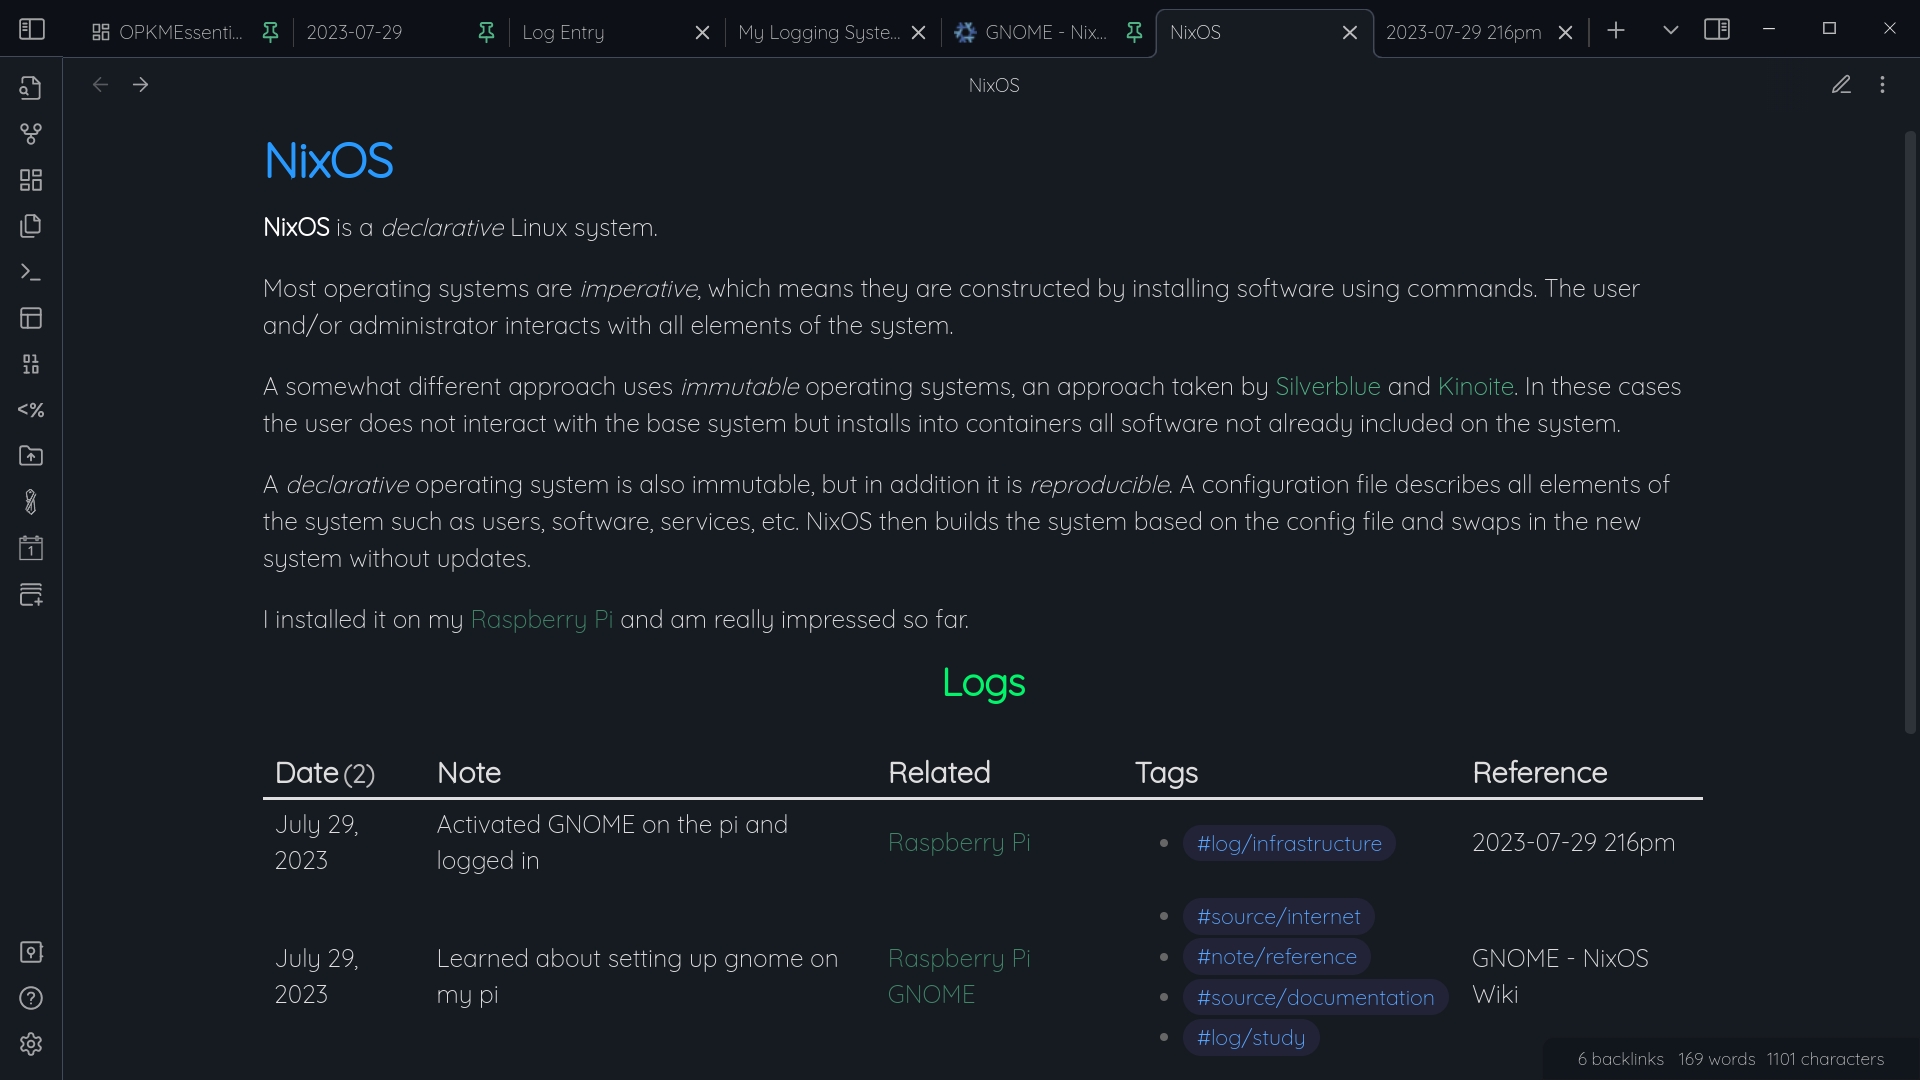 OPKMEssenti...
2023-07-29
Log Entry
My Logging Syste...
GNOME - Nix...
NixOS
2023-07-29 216pm
NixOS
NixOS
NixOS is a declarative Linux system.
Most operating systems are imperative, which means they are constructed by installing software using commands. The user
and/or administrator interacts with all elements of the system.
A somewhat different approach uses immutable operating systems, an approach taken by Silverblue and Kinoite. In these cases
the user does not interact with the base system but installs into containers all software not already included on the system.
A declarative operating system is also immutable, but in addition it is reproducible. A configuration file describes all elements of
the system such as users, software, services, etc. NixOS then builds the system based on the config file and swaps in the new
system without updates.
I installed it on my Raspberry Pi and am really impressed so far.
Logs
Date (2) Note Related Tags Reference
July 29,
2023
Activated GNOME on the pi and
logged in
Raspberry Pi
#log/infrastructure
2023-07-29 216pm
July 29,
2023
Learned about setting up gnome on
my pi
Raspberry Pi
GNOME
#source/internet
#note/reference
#source/documentation
#log/study
GNOME - NixOS
Wiki
6 backlinks 169 words 1101 characters